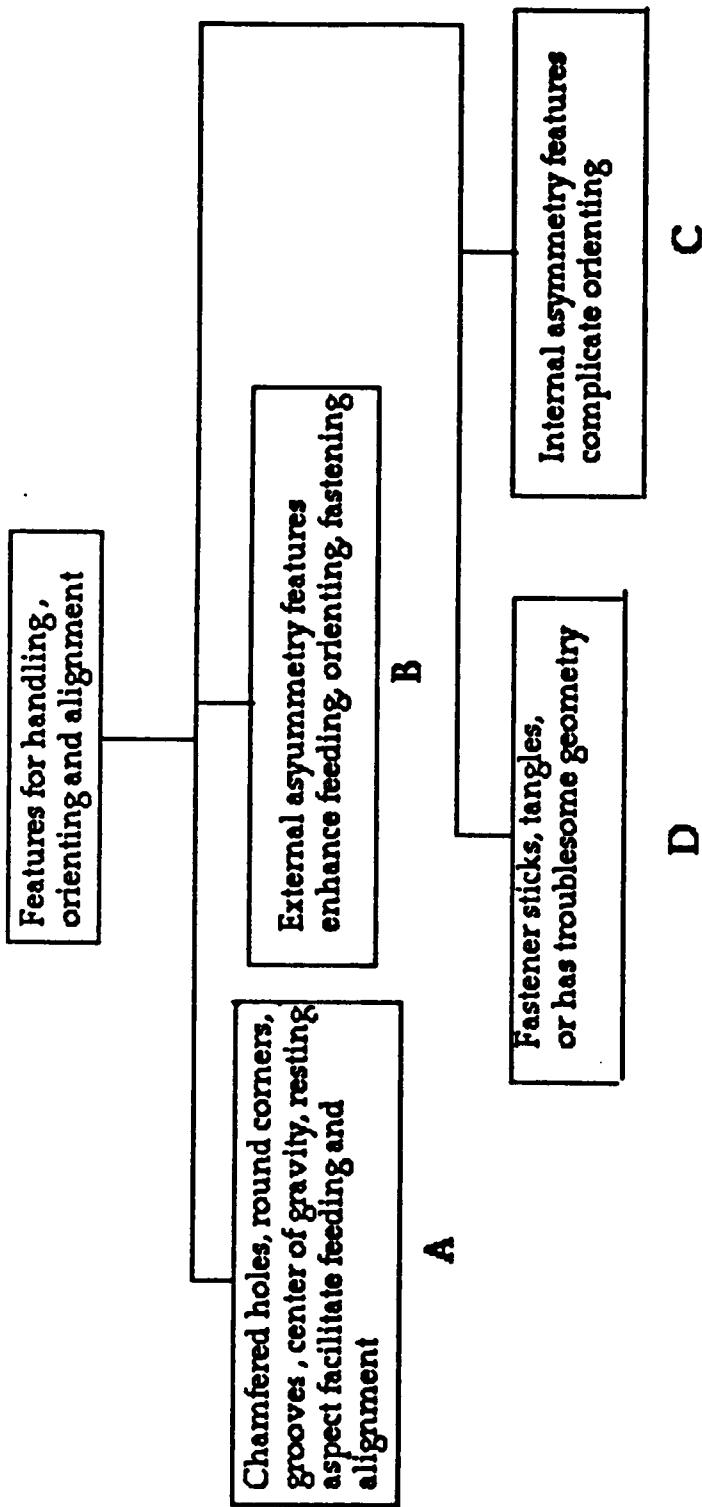 Features for handling,
orienting and alignment
Chamfered holes, round corners,
grooves, center of gravity, resting
aspect facilitate feeding and
alignment
A
External asyummetry features
enhance feeding, orienting, fastening
B
Fastener sticks, tangles,
or has troublesome geometry
D
Internal asymmetry features
complicate orienting
C